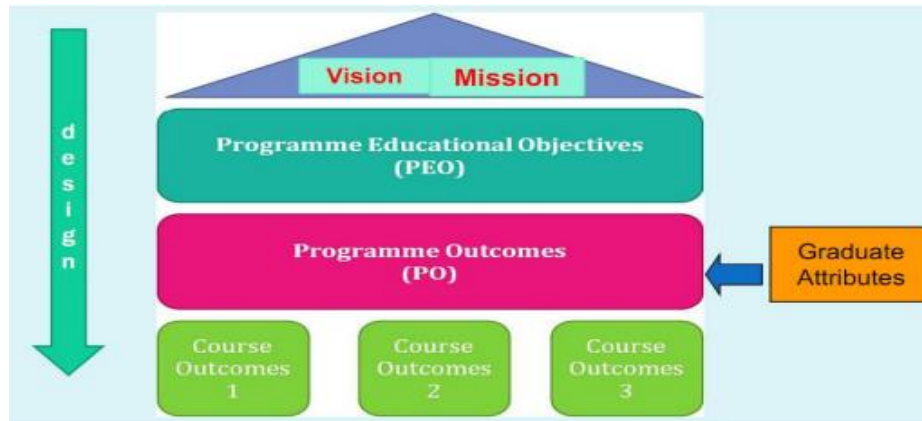 Vision Mission
design
Programme Educational Objectives
(PEO)
Programme Outcomes
(PO)
Graduate
Attributes
Course
Outcomes
1
Course
Outcomes
2
Course
Outcomes
3